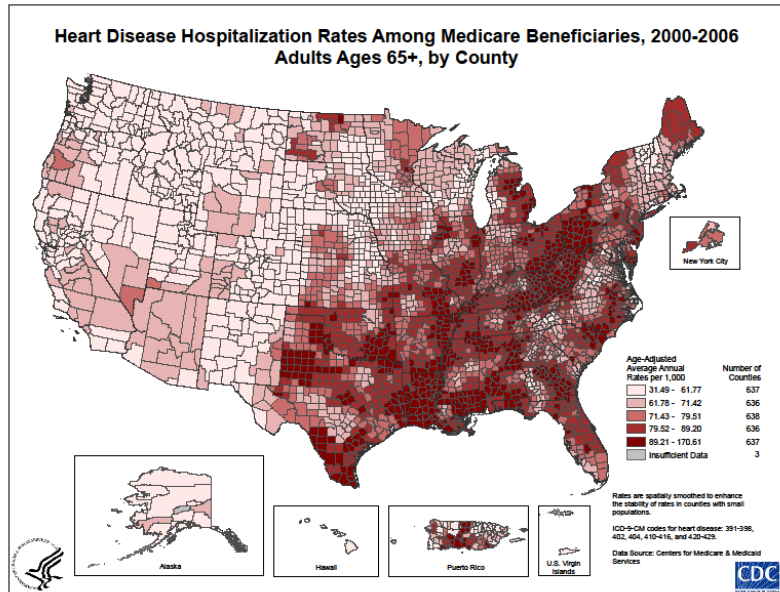 Heart Disease Hospitalization Rates Among Medicare Beneficiaries, 2000-2006
Adults Ages 65+, by County
New York City
Age-Adjusted
Average Annual
Rates per 1,000
Number of
Counties
31.49 - 61.77 637
61.78 - 71.42 636
71.43 - 79.51 638
79.52 - 89.20 636
89.21 - 170.61 637
Insufficient Data 3
Alaska
Hawaii
Puerto Rico
U.S. Virgin
Islands
Rates are spatially smoothed to enhance
the stability of rates in counties with small
populations.
ICD-9-CM codes for heart disease: 391-398,
402, 404, 410-416, and 420-429.
Data Source: Centers for Medicare & Medicaid
Services
CDC